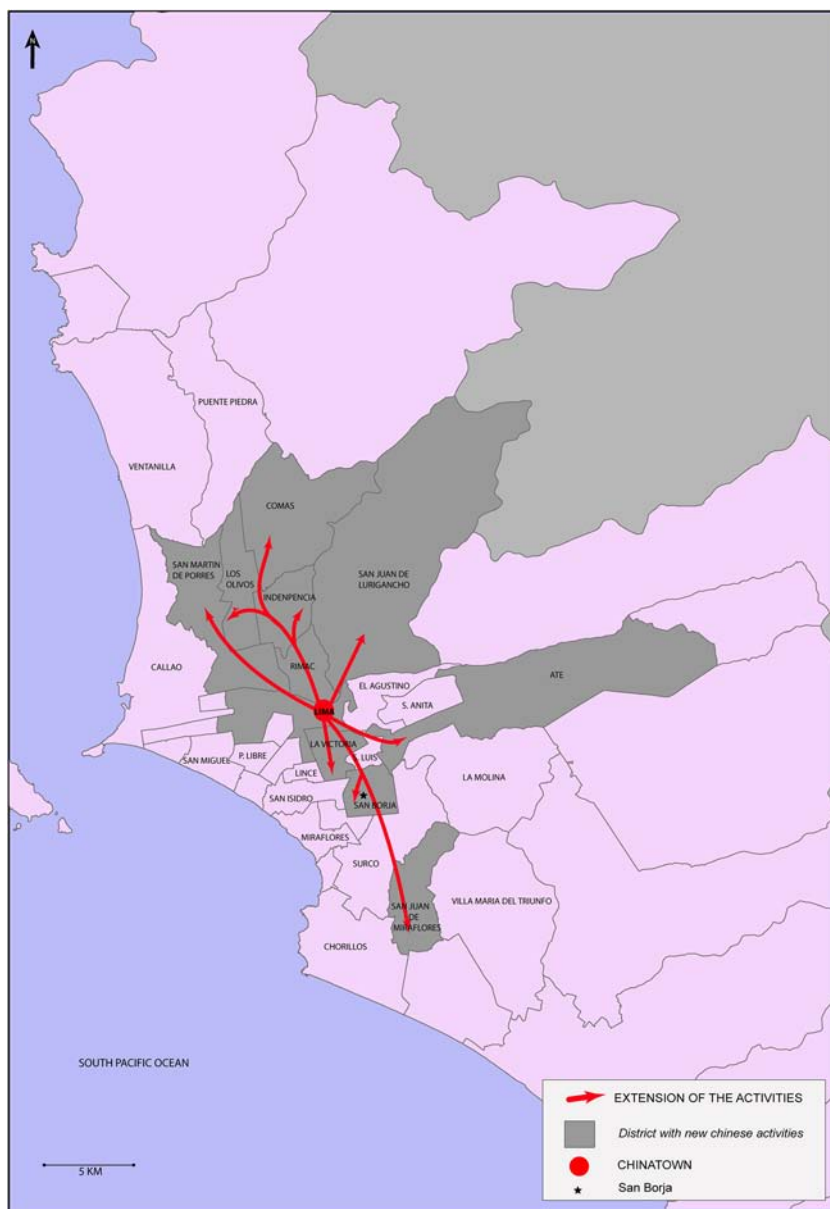 N
PUENTE PIEDRA
VENTANILLA
COMAS
SAN MARTIN
DE PORRES
LOS
OLIVOS
SAN JUAN DE
LURIGANCHO
INDENPENCIA
CALLAO
RIMAC
ATE
EL AGUSTINO
S. ANITA
LIMA
LA VICTORIA
S. LUIS
P. LIBRE
SAN MIGUEL
LINCE
LA MOLINA
SAN ISIDRO
SAN BORJA
MIRAFLORES
SURCO
VILLA MARIA DEL TRIUNFO
SAN JUAN
DE
MIRAFLORES
CHORILLOS
SOUTH PACIFIC OCEAN
EXTENSION OF THE ACTIVITIES
District with new chinese activities
CHINATOWN
San Borja
5 KM